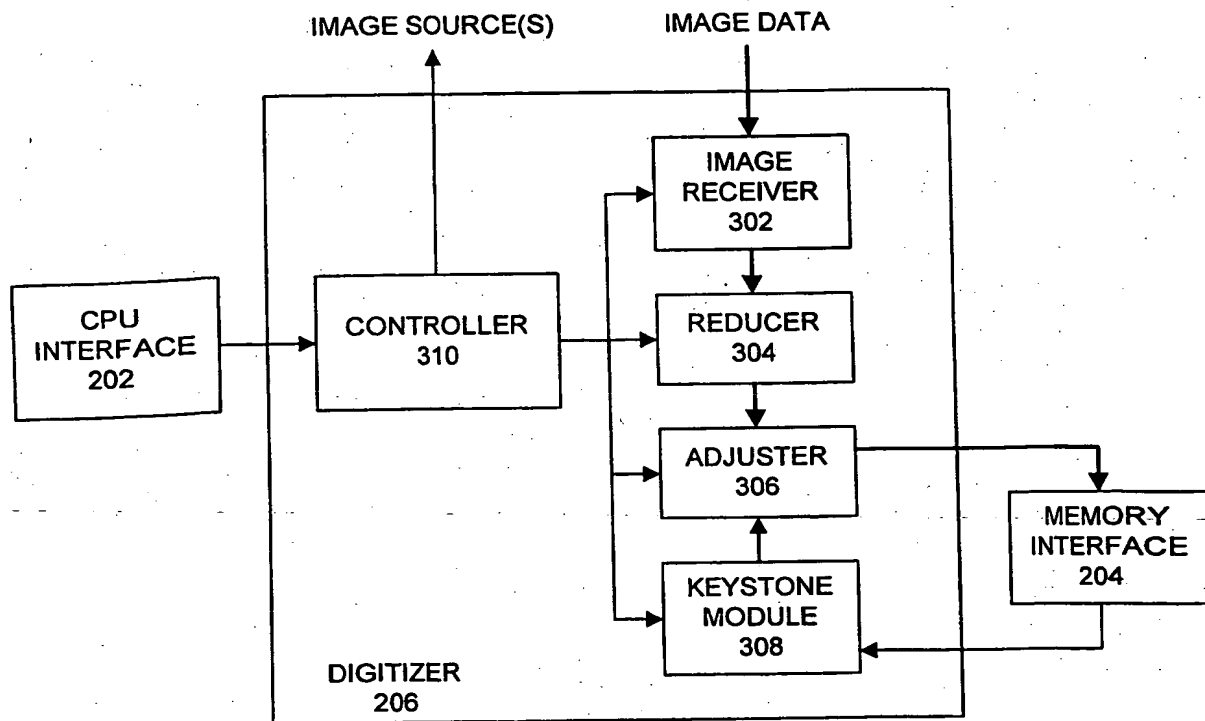 IMAGE SOURCE(S)
IMAGE DATA
IMAGE
RECEIVER
302
CPU
INTERFACE
202
CONTROLLER
310
REDUCER
304
ADJUSTER
306
MEMORY
INTERFACE
204
KEYSTONE
MODULE
308
DIGITIZER
206